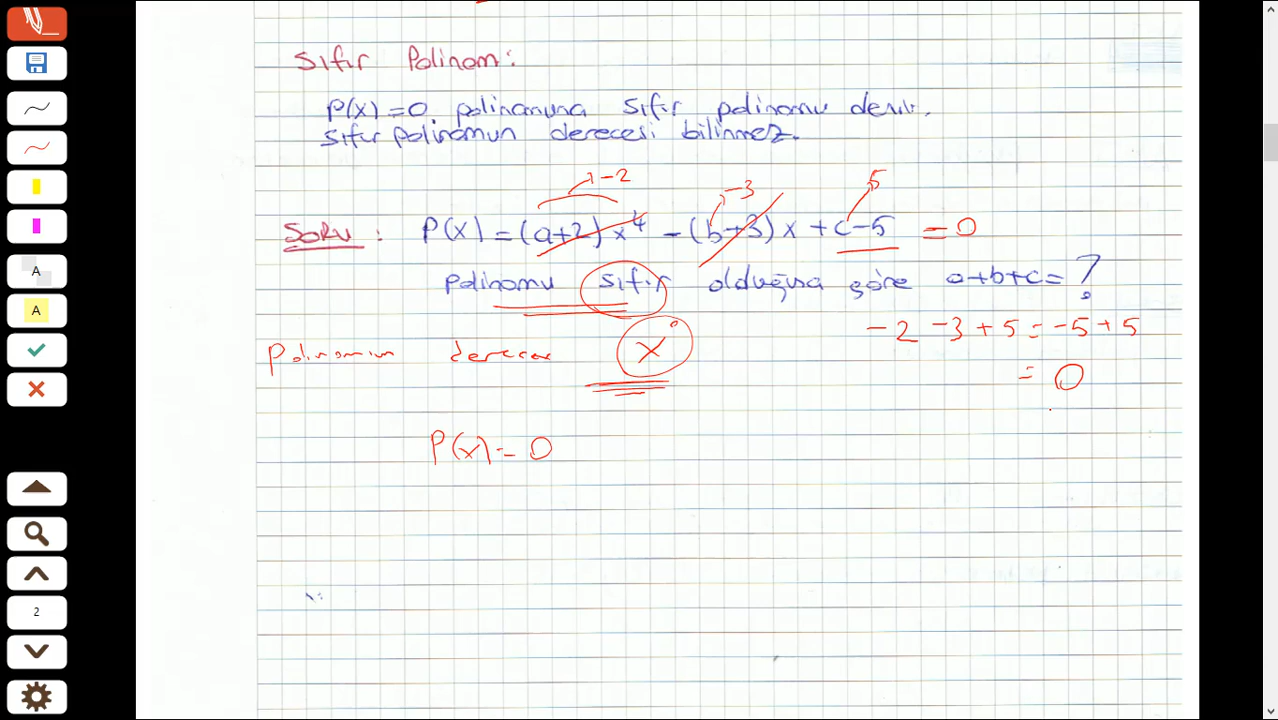 Sıfır Polinom:
P(x) = 0 polinomuna sıfır polinomu denir.
sıfır polinomun derecesi bilinmez.
-2
-3
5
SORU : P(x) = (a+2)x⁴ - (b+3)x + c-5 = 0
polinomu sıfır olduğuna göre a+b+c= ?
-2 -3 +5 = -5 +5
Polinomun derecesi x°
= 0
P(x) = 0
A
A
2